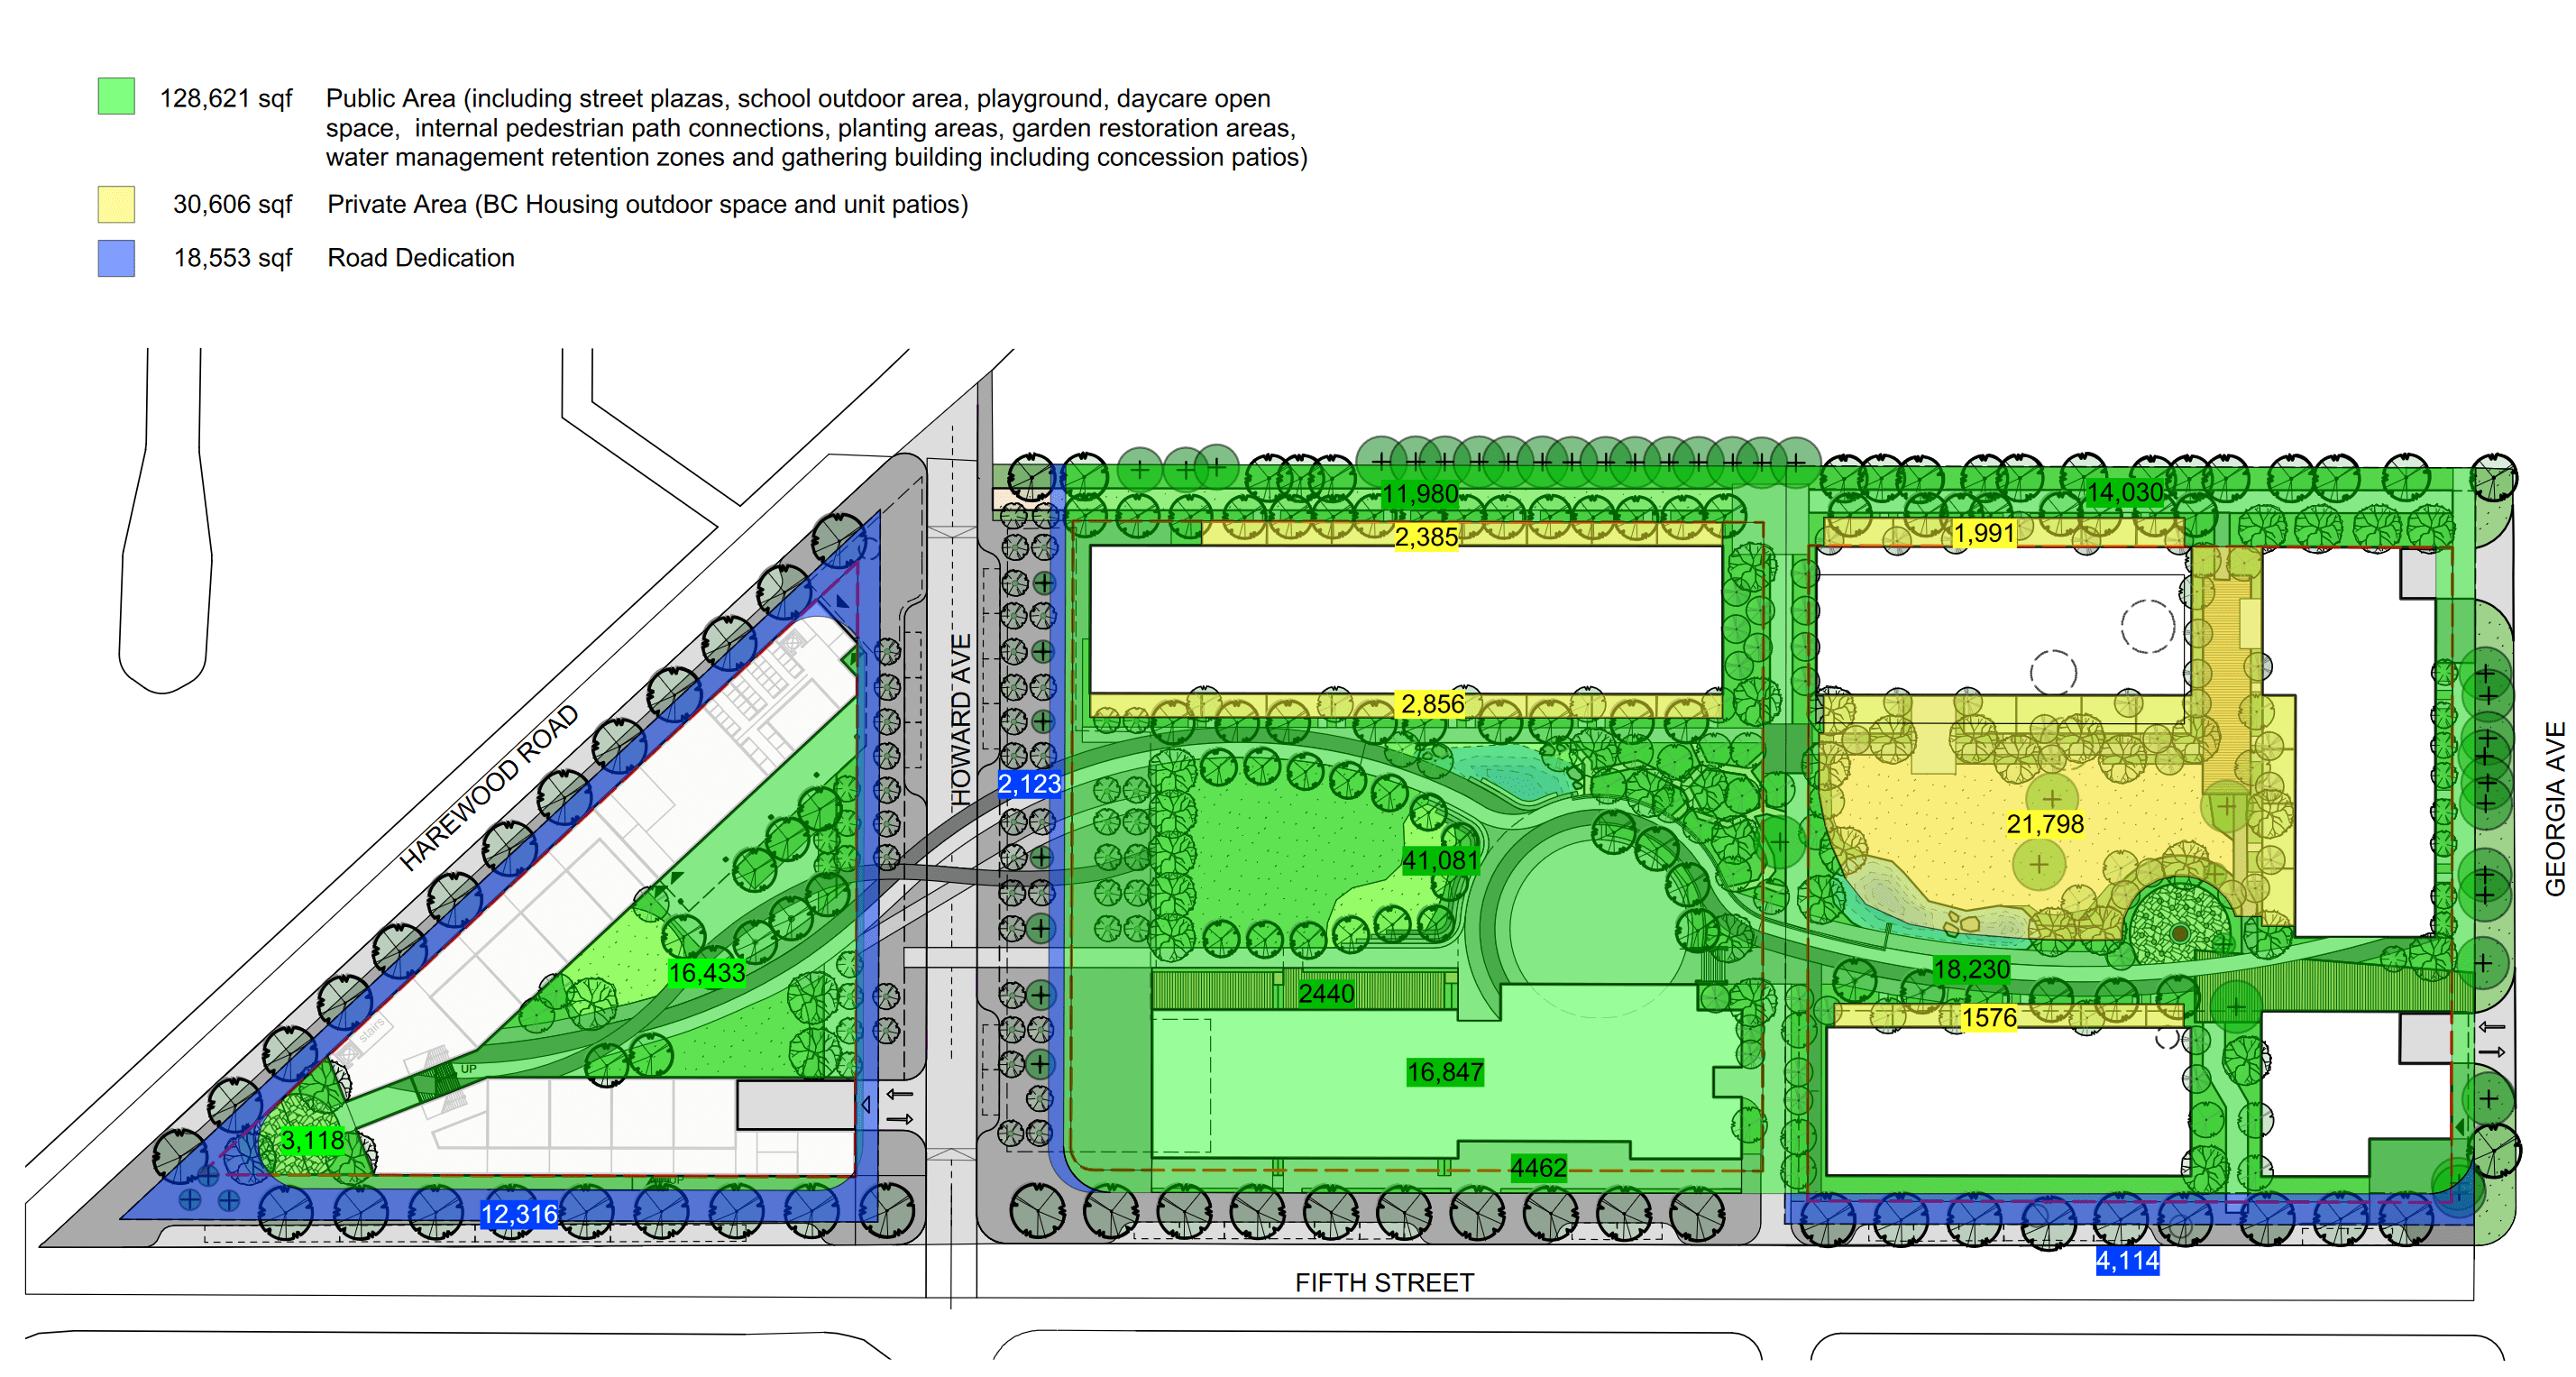 128,621 sqf Public Area (including street plazas, school outdoor area, playground, daycare open
space, internal pedestrian path connections, planting areas, garden restoration areas,
water management retention zones and gathering building including concession patios)
30,606 sqf Private Area (BC Housing outdoor space and unit patios)
18,553 sqf Road Dedication
HAREWOOD ROAD
HOWARD AVE
GEORGIA AVE
FIFTH STREET
11,980
14,030
2,385
1,991
2,856
2,123
21,798
41,081
16,433
18,230
2440
1576
stairs
UP
16,847
3,118
4462
UP
12,316
4,114